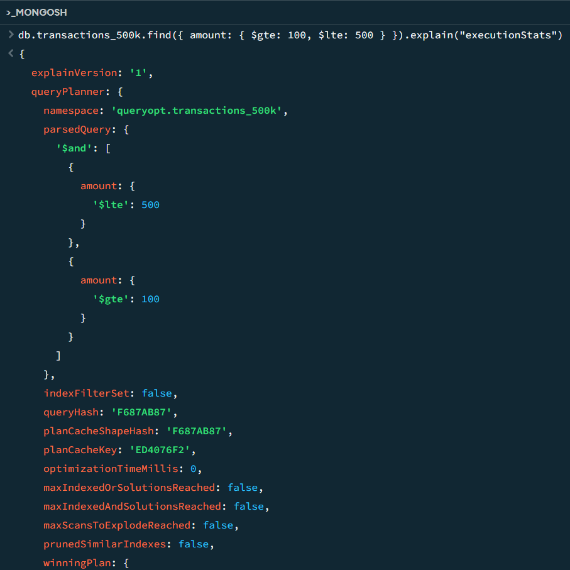 >_MONGOSH
> db.transactions_500k.find({ amount: { $gte: 100, $lte: 500 } }).explain("executionStats")
< {
explainVersion: '1',
queryPlanner: {
namespace: 'queryopt.transactions_500k',
parsedQuery: {
'$and': [
{
amount: {
'$lte': 500
}
},
{
amount: {
'$gte': 100
}
}
]
},
indexFilterSet: false,
queryHash: 'F687AB87',
planCacheShapeHash: 'F687AB87',
planCacheKey: 'ED4076F2',
optimizationTimeMillis: 0,
maxIndexedOrSolutionsReached: false,
maxIndexedAndSolutionsReached: false,
maxScansToExplodeReached: false,
prunedSimilarIndexes: false,
winningPlan: {